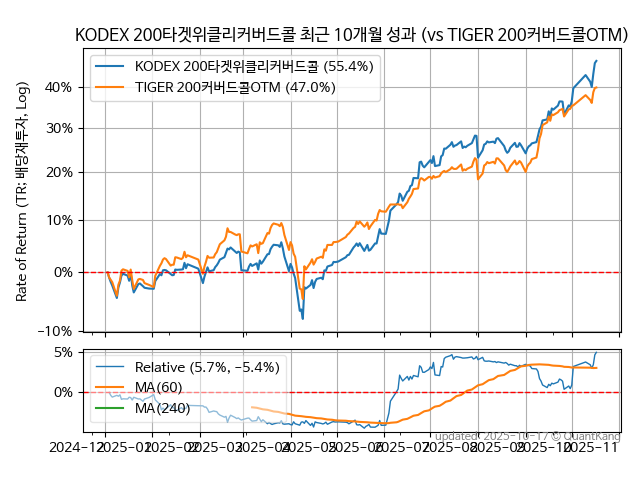 KODEX 200타겟위클리커버드콜 최근 10개월 성과 (vs TIGER 200커버드콜OTM)
Rate of Return (TR: 배당재투자, Log)
KODEX 200타겟위클리커버드콜 (55.4%)
TIGER 200커버드콜OTM (47.0%)
40%
30%
20%
10%
0%
-10%
5%
0%
Relative (5.7%, -5.4%)
MA(60)
MA(240)
updated: 2025-10-17 © QuantKang
2024-12 2025-01 2025-02 2025-03 2025-04 2025-05 2025-06 2025-07 2025-08 2025-09 2025-10 2025-11